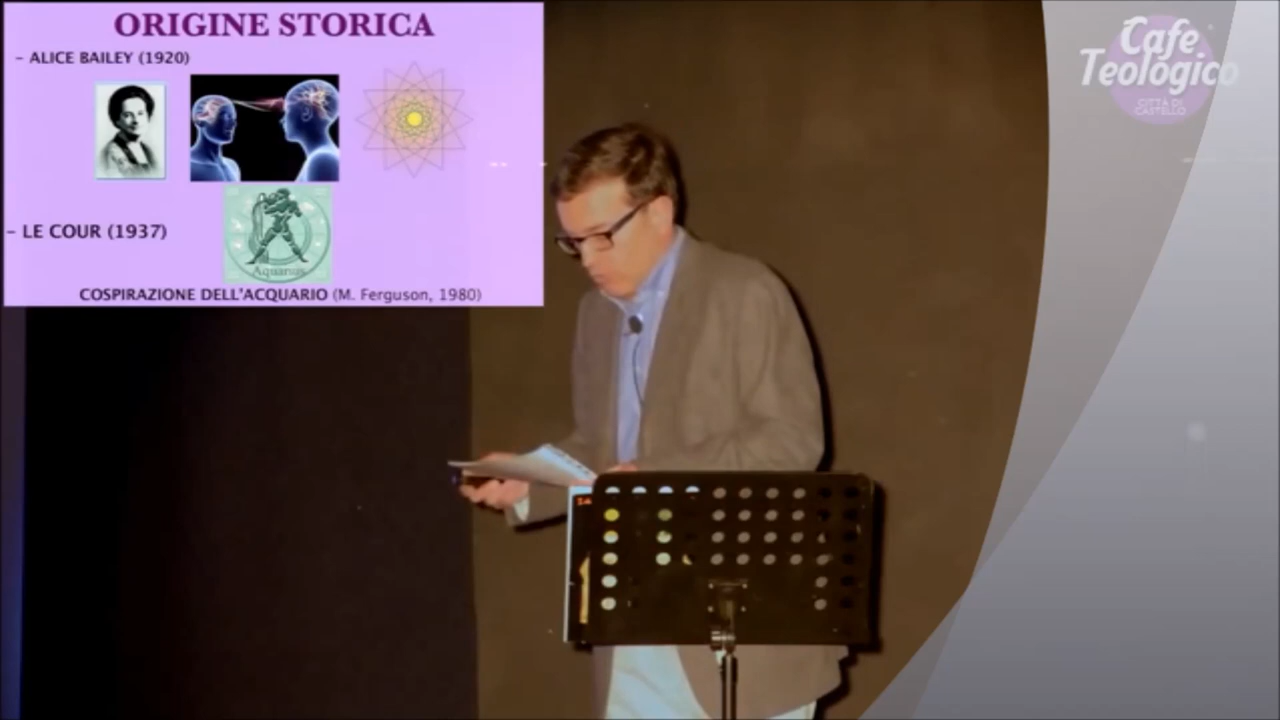 ORIGINE STORICA
– ALICE BAILEY (1920)
– LE COUR (1937)
Aquarius
COSPIRAZIONE DELL'ACQUARIO (M. Ferguson, 1980)
Cafe
Teologico
CITTÀ DI
CASTELLO